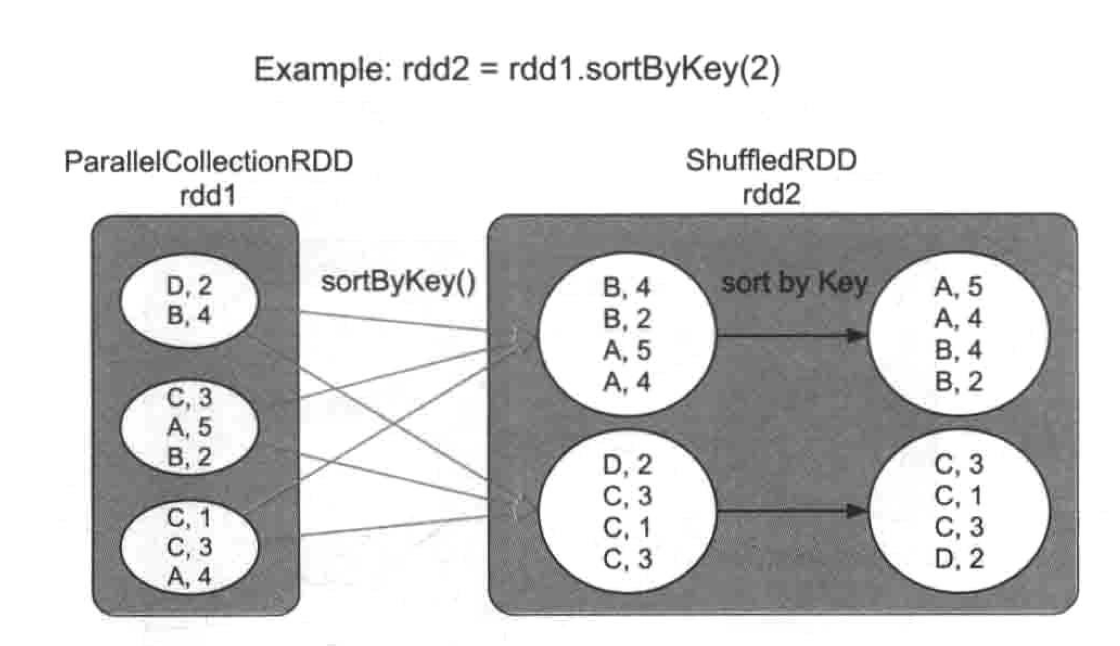 Example: rdd2 = rdd1.sortByKey(2)
ParallelCollectionRDD
rdd1
ShuffledRDD
rdd2
D, 2
B, 4
C, 3
A, 5
B, 2
C, 1
C, 3
A, 4
sortByKey()
B, 4
B, 2
A, 5
A, 4
sort by Key
A, 5
A, 4
B, 4
B, 2
D, 2
C, 3
C, 1
C, 3
C, 3
C, 1
C, 3
D, 2